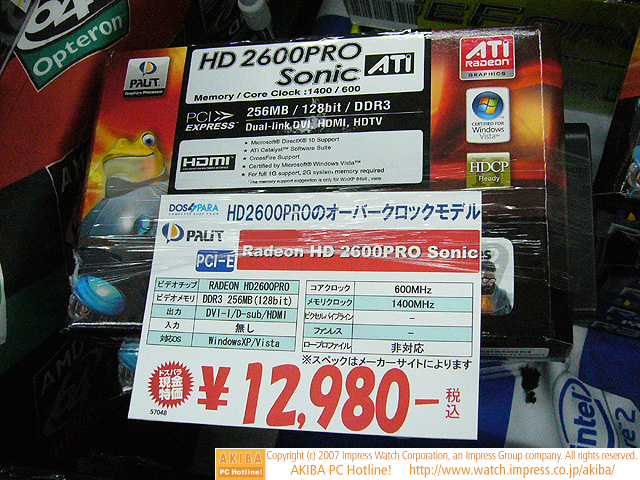 64
Opteron
PALIT
Graphics Processor
HD 2600PRO
Sonic
ATI
Memory / Core Clock :1400 / 600
ATI
RADEON
GRAPHICS
PCI
EXPRESS
256MB / 128bit / DDR3
Dual-link DVI, HDMI, HDTV
HDMI
• Microsoft® DirectX® 10 Support
• ATI Catalyst™ Software Suite
• CrossFire Support
• Certified by Microsoft® Windows Vista™
• For full 1G support, 2G system memory required
CERTIFIED FOR
Windows
Vista™
HDCP
Ready
DOSPARA
HD2600PROのオーバークロックモデル
PALIT
PCI-E
Radeon HD 2600PRO Sonic
ビデオチップ RADEON HD2600PRO
ビデオメモリ DDR3 256MB(128bit)
出力 DVI-I/D-sub/HDMI
入力 無し
対応OS WindowsXP/Vista
コアクロック 600MHz
メモリクロック 1400MHz
ピクセルパイプライン −
ファンレス −
ロープロファイル 非対応
※スペックはメーカーサイトによります
ドスパラ
現金
特価
¥12,980−
税込
57048
AMD
64
intel
AKIBA
PC Hotline!
Copyright (c) 2007 Impress Watch Corporation, an Impress Group company. All rights reserved.
AKIBA PC Hotline! http://www.watch.impress.co.jp/akiba/